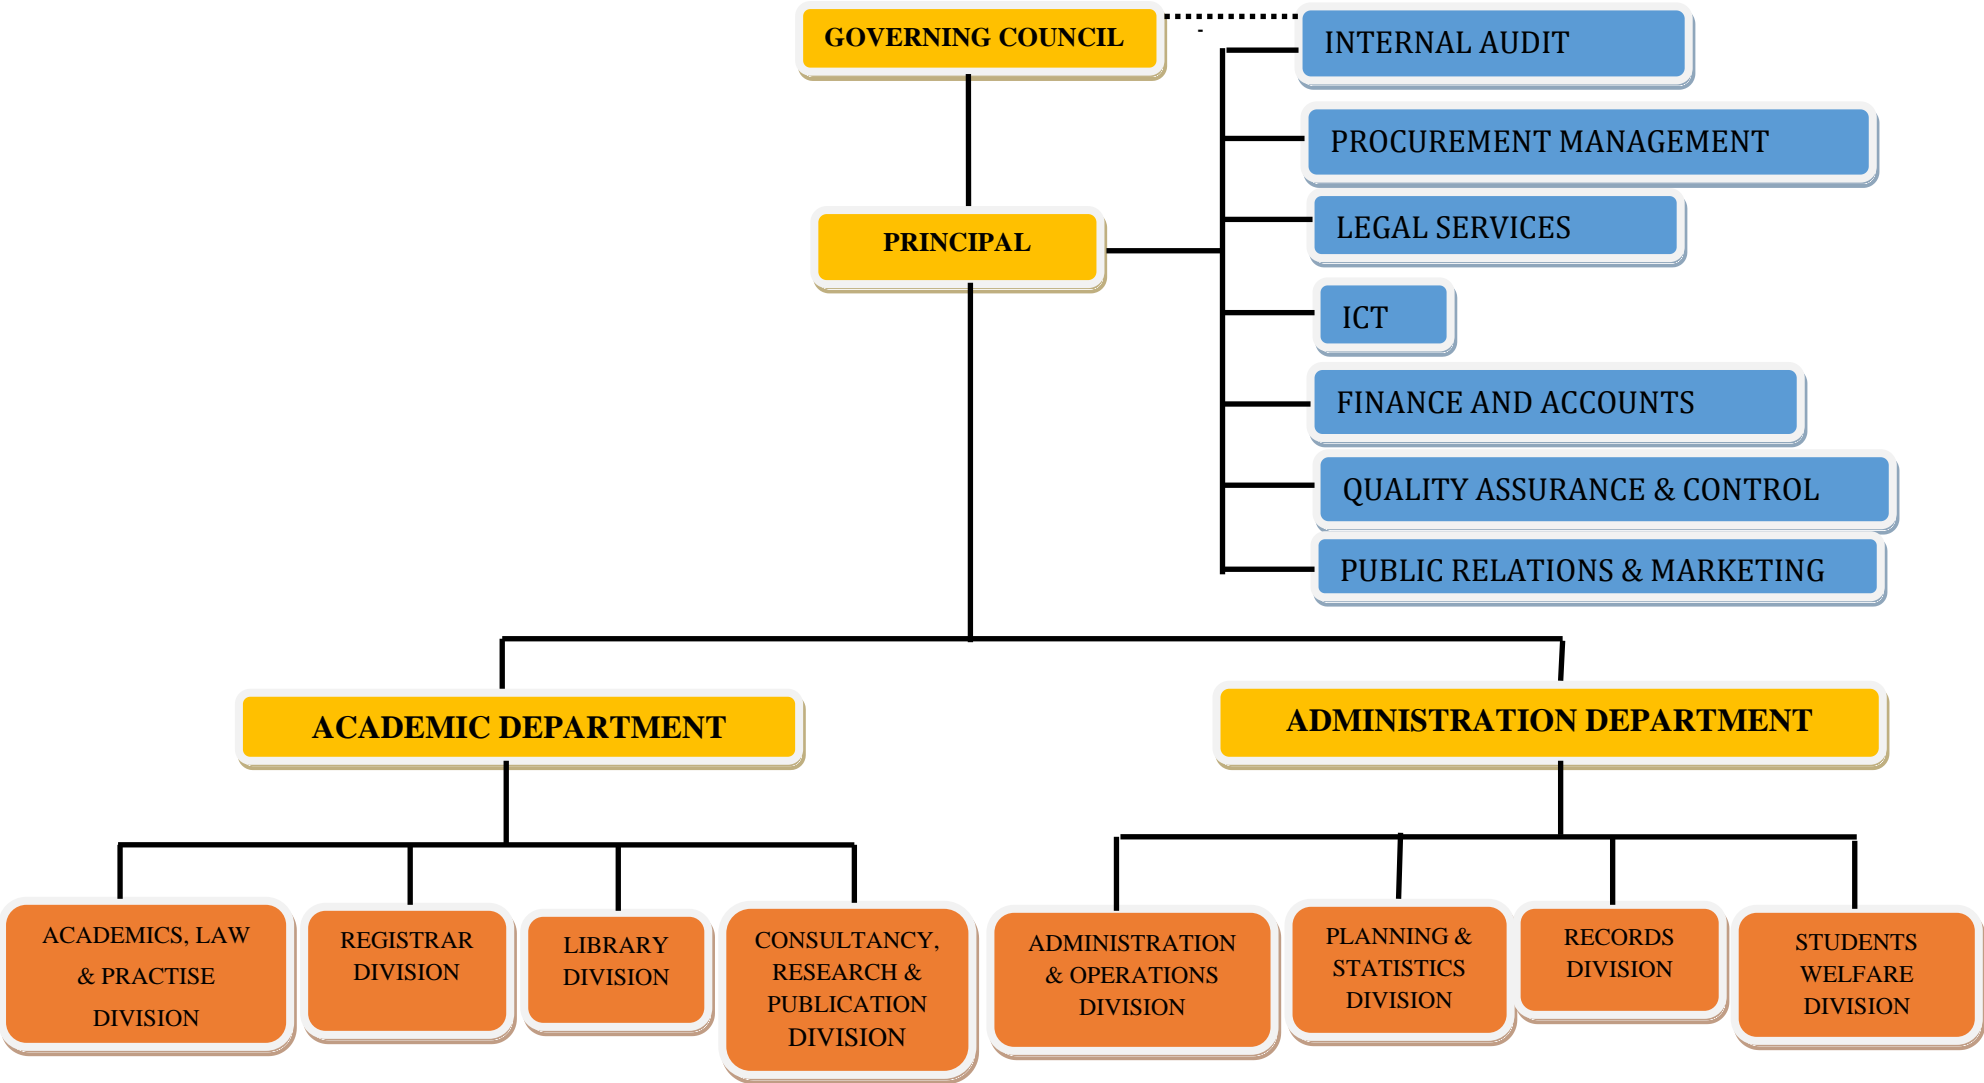 GOVERNING COUNCIL
INTERNAL AUDIT
PROCUREMENT MANAGEMENT
LEGAL SERVICES
PRINCIPAL
ICT
FINANCE AND ACCOUNTS
QUALITY ASSURANCE & CONTROL
PUBLIC RELATIONS & MARKETING
ACADEMIC DEPARTMENT
ADMINISTRATION DEPARTMENT
ACADEMICS, LAW
& PRACTISE
DIVISION
REGISTRAR
DIVISION
LIBRARY
DIVISION
CONSULTANCY,
RESEARCH &
PUBLICATION
DIVISION
ADMINISTRATION
& OPERATIONS
DIVISION
PLANNING &
STATISTICS
DIVISION
RECORDS
DIVISION
STUDENTS
WELFARE
DIVISION